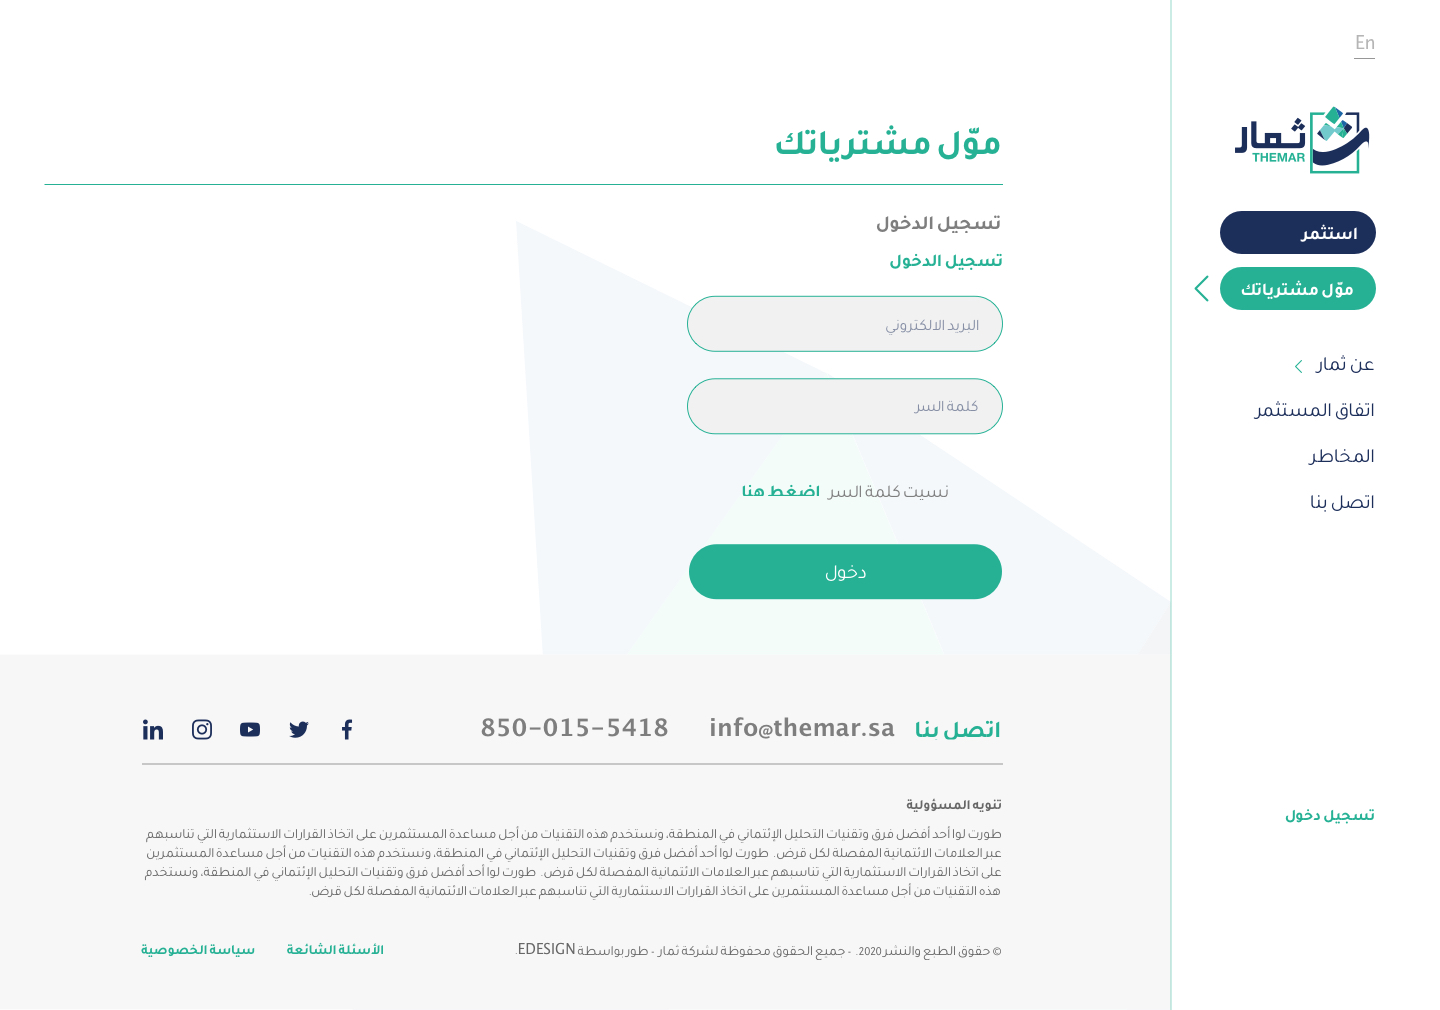 En
ثمار
THEMAR
استثمر
موّل مشترياتك
عن ثمار
اتفاق المستثمر
المخاطر
اتصل بنا
تسجيل دخول
موّل مشترياتك
تسجيل الدخول
تسجيل الدخول
البريد الالكتروني
كلمة السر
نسيت كلمة السر اضغط هنا
دخول
اتصل بنا info@themar.sa 850-015-5418
تنويه المسؤولية
طورت لوا أحد أفضل فرق وتقنيات التحليل الإئتماني في المنطقة، ونستخدم هذه التقنيات من أجل مساعدة المستثمرين على اتخاذ القرارات الاستثمارية التي تناسبهم
عبر العلامات الائتمانية المفصلة لكل قرض. طورت لوا أحد أفضل فرق وتقنيات التحليل الإئتماني في المنطقة، ونستخدم هذه التقنيات من أجل مساعدة المستثمرين
على اتخاذ القرارات الاستثمارية التي تناسبهم عبر العلامات الائتمانية المفصلة لكل قرض. طورت لوا أحد أفضل فرق وتقنيات التحليل الإئتماني في المنطقة، ونستخدم
هذه التقنيات من أجل مساعدة المستثمرين على اتخاذ القرارات الاستثمارية التي تناسبهم عبر العلامات الائتمانية المفصلة لكل قرض.
© حقوق الطبع والنشر 2020. - جميع الحقوق محفوظة لشركة ثمار - طور بواسطة EDESIGN.
الأسئلة الشائعة
سياسة الخصوصية